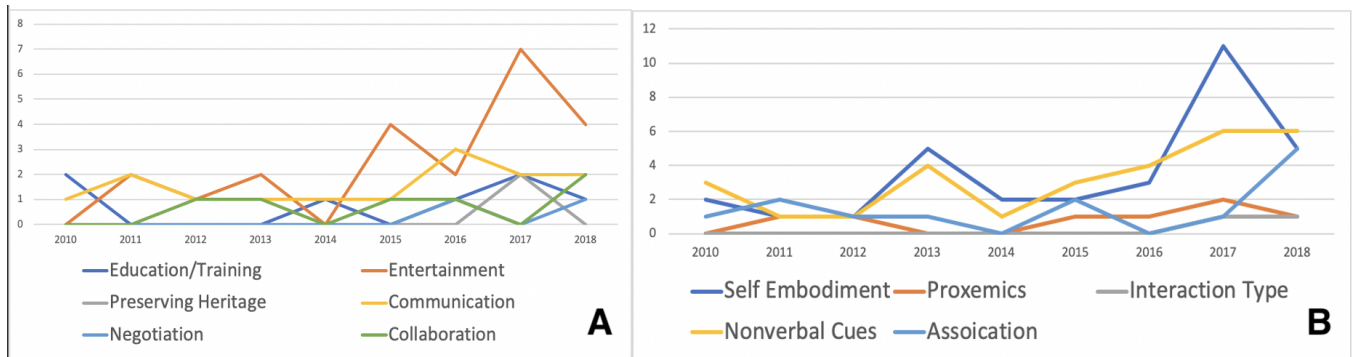 8
7
6
5
4
3
2
1
0
2010 2011 2012 2013 2014 2015 2016 2017 2018
Education/Training Entertainment
Preserving Heritage Communication
Negotiation Collaboration
A
12
10
8
6
4
2
0
2010 2011 2012 2013 2014 2015 2016 2017 2018
Self Embodiment Proxemics Interaction Type
Nonverbal Cues Assoication
B